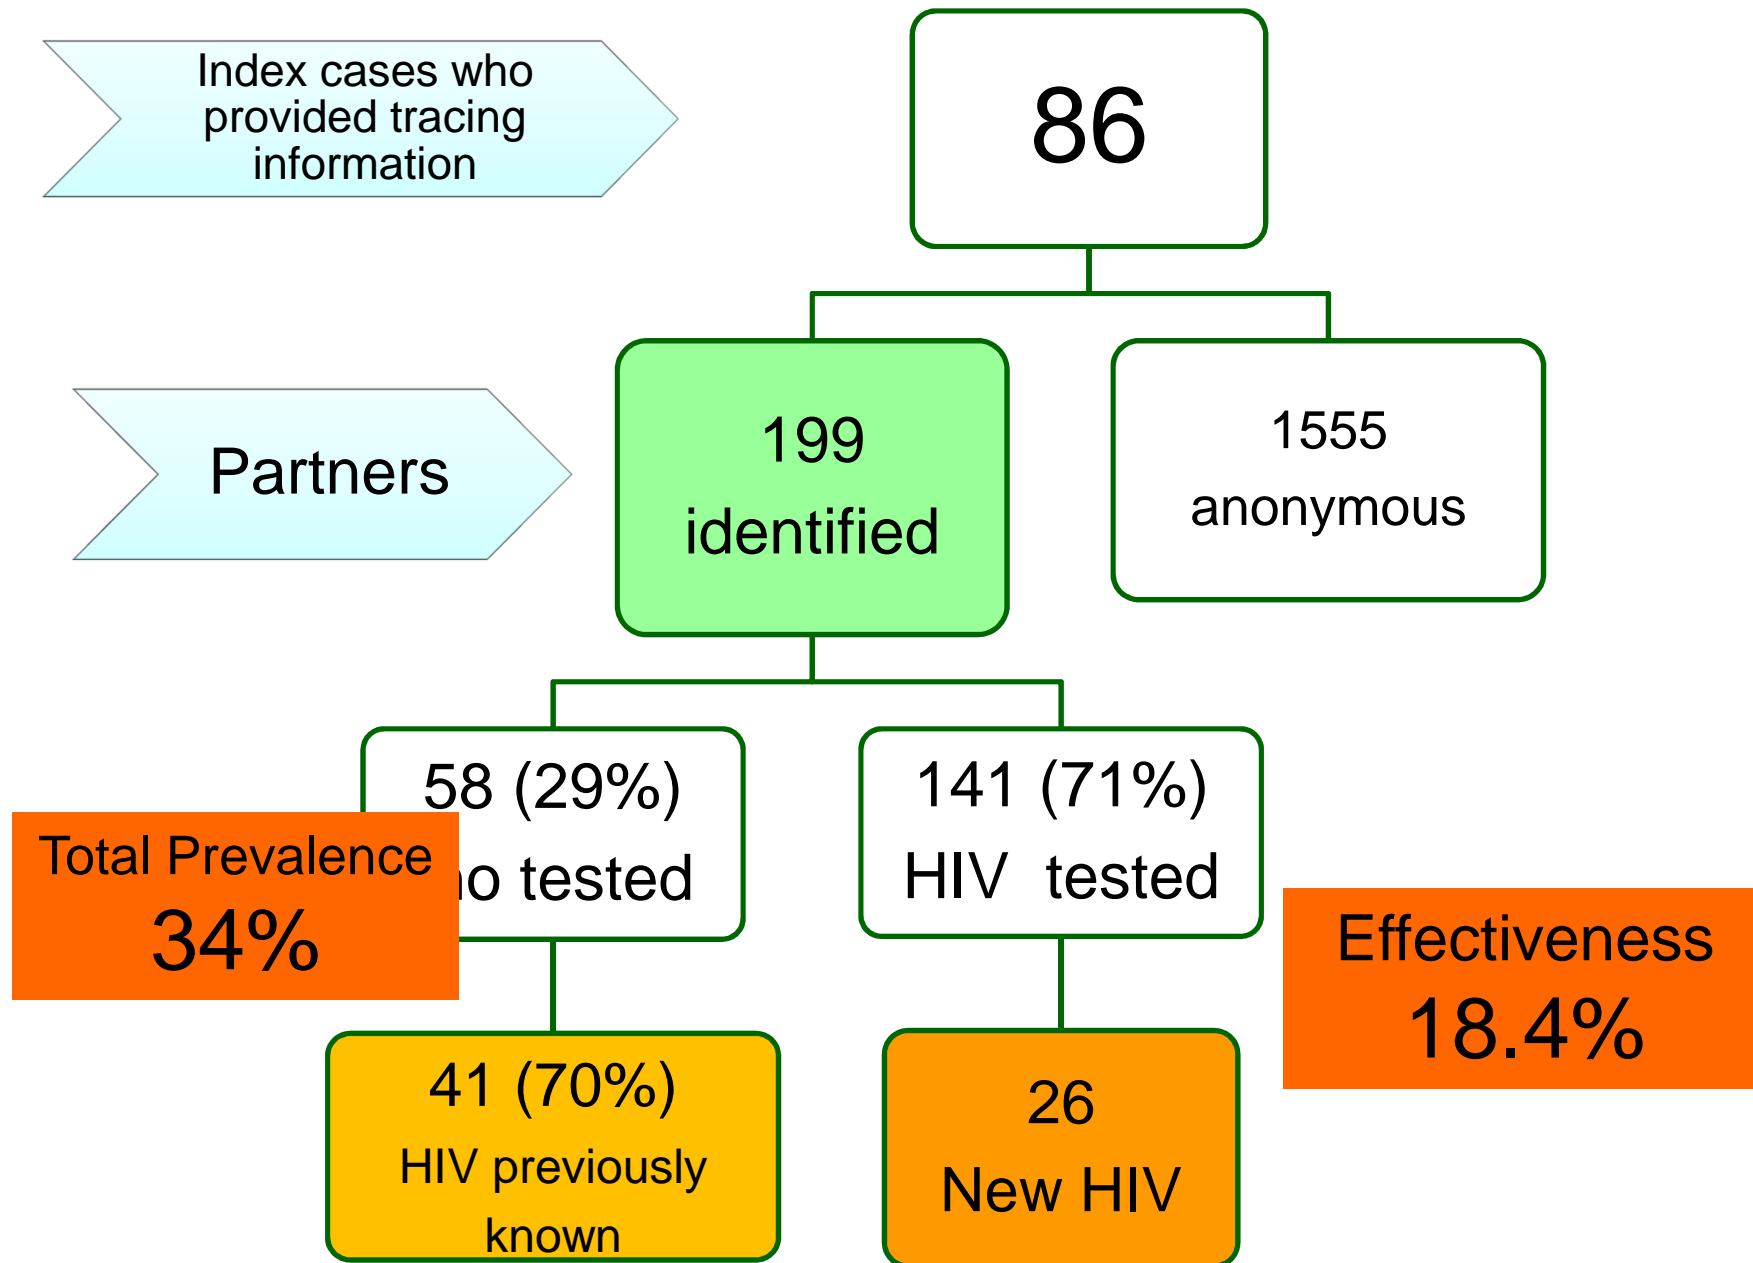 Index cases who
provided tracing
information
86
Partners
199
identified
1555
anonymous
58 (29%)
no tested
141 (71%)
HIV tested
Total Prevalence
34%
Effectiveness
18.4%
41 (70%)
HIV previously
known
26
New HIV